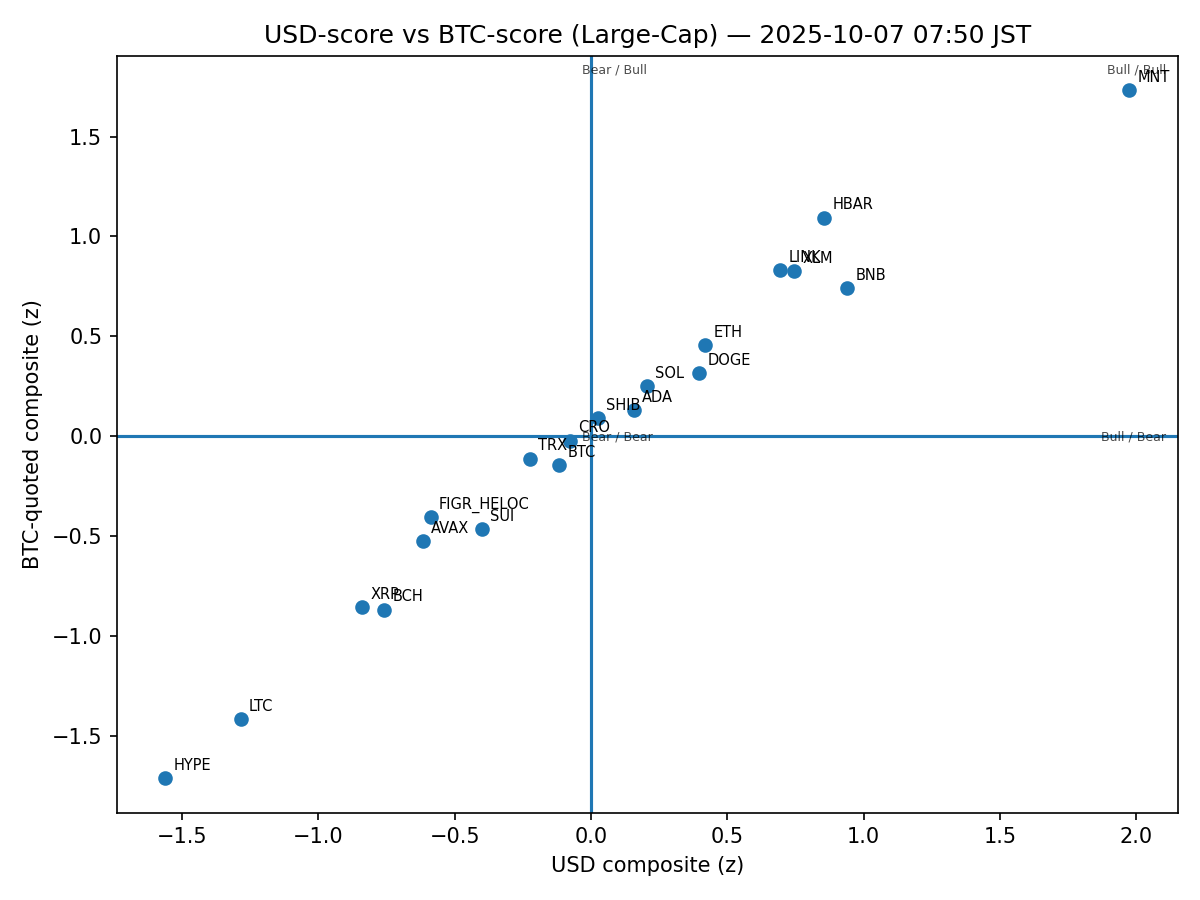 USD-score vs BTC-score (Large-Cap) — 2025-10-07 07:50 JST
Bear / Bull
Bull / Bull
MNT
HBAR
LINK
XLM
BNB
ETH
DOGE
SOL
ADA
SHIB
CRO
Bear / Bear
Bull / Bear
TRX
BTC
FIGR_HELOC
SUI
AVAX
XRP
BCH
LTC
HYPE
1.5
1.0
0.5
0.0
−0.5
−1.0
−1.5
BTC-quoted composite (z)
−1.5
−1.0
−0.5
0.0
0.5
1.0
1.5
2.0
USD composite (z)